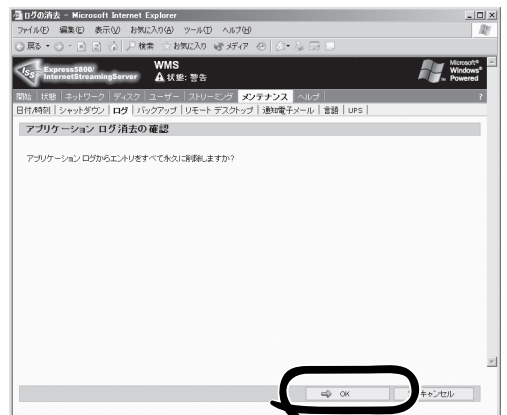 ログの消去 - Microsoft Internet Explorer
ファイル(F) 編集(E) 表示(V) お気に入り(A) ツール(T) ヘルプ(H)
戻る 検索 お気に入り メディア
Express5800/
InternetStreamingServer
ISS
WMS
状態: 警告
Microsoft®
Windows®
Powered
開始 | 状態 | ネットワーク | ディスク | ユーザー | ストリーミング | メンテナンス | ヘルプ | ?
日付/時刻 | シャットダウン | ログ | バックアップ | リモート デスクトップ | 通知電子メール | 言語 | UPS |
アプリケーション ログ消去の確認
アプリケーション ログからエントリをすべて永久に削除しますか?
OK キャンセル